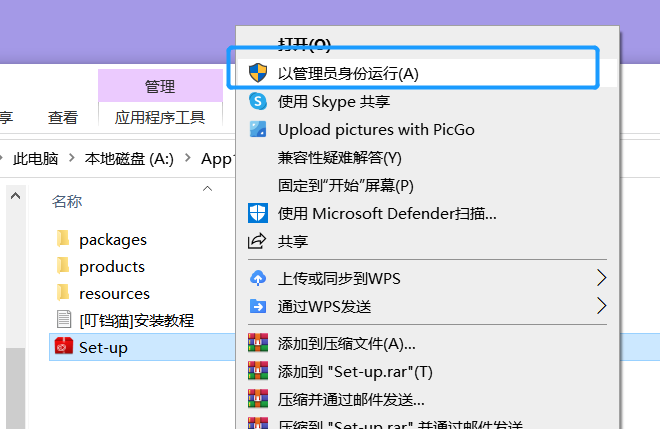 打开(O)
以管理员身份运行(A)
管理
享
查看
应用程序工具
使用 Skype 共享
Upload pictures with PicGo
兼容性疑难解答(Y)
此电脑
本地磁盘 (A:)
固定到"开始"屏幕(P)
名称
使用 Microsoft Defender扫描...
packages
共享
products
上传或同步到WPS
resources
通过WPS发送
[叮铛猫]安装教程
Set-up
添加到压缩文件(A)...
添加到 "Set-up.rar"(T)
压缩并通过邮件发送...
压缩到 "Set-up.rar" 并通过邮件发送